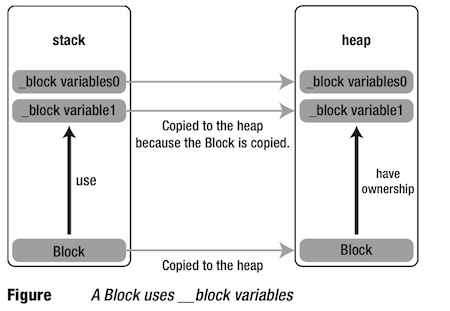 stack
heap
_block variables0
_block variables0
_block variable1
_block variable1
Copied to the heap
because the Block is copied.
use
have
ownership
Block
Block
Copied to the heap
Figure A Block uses __block variables